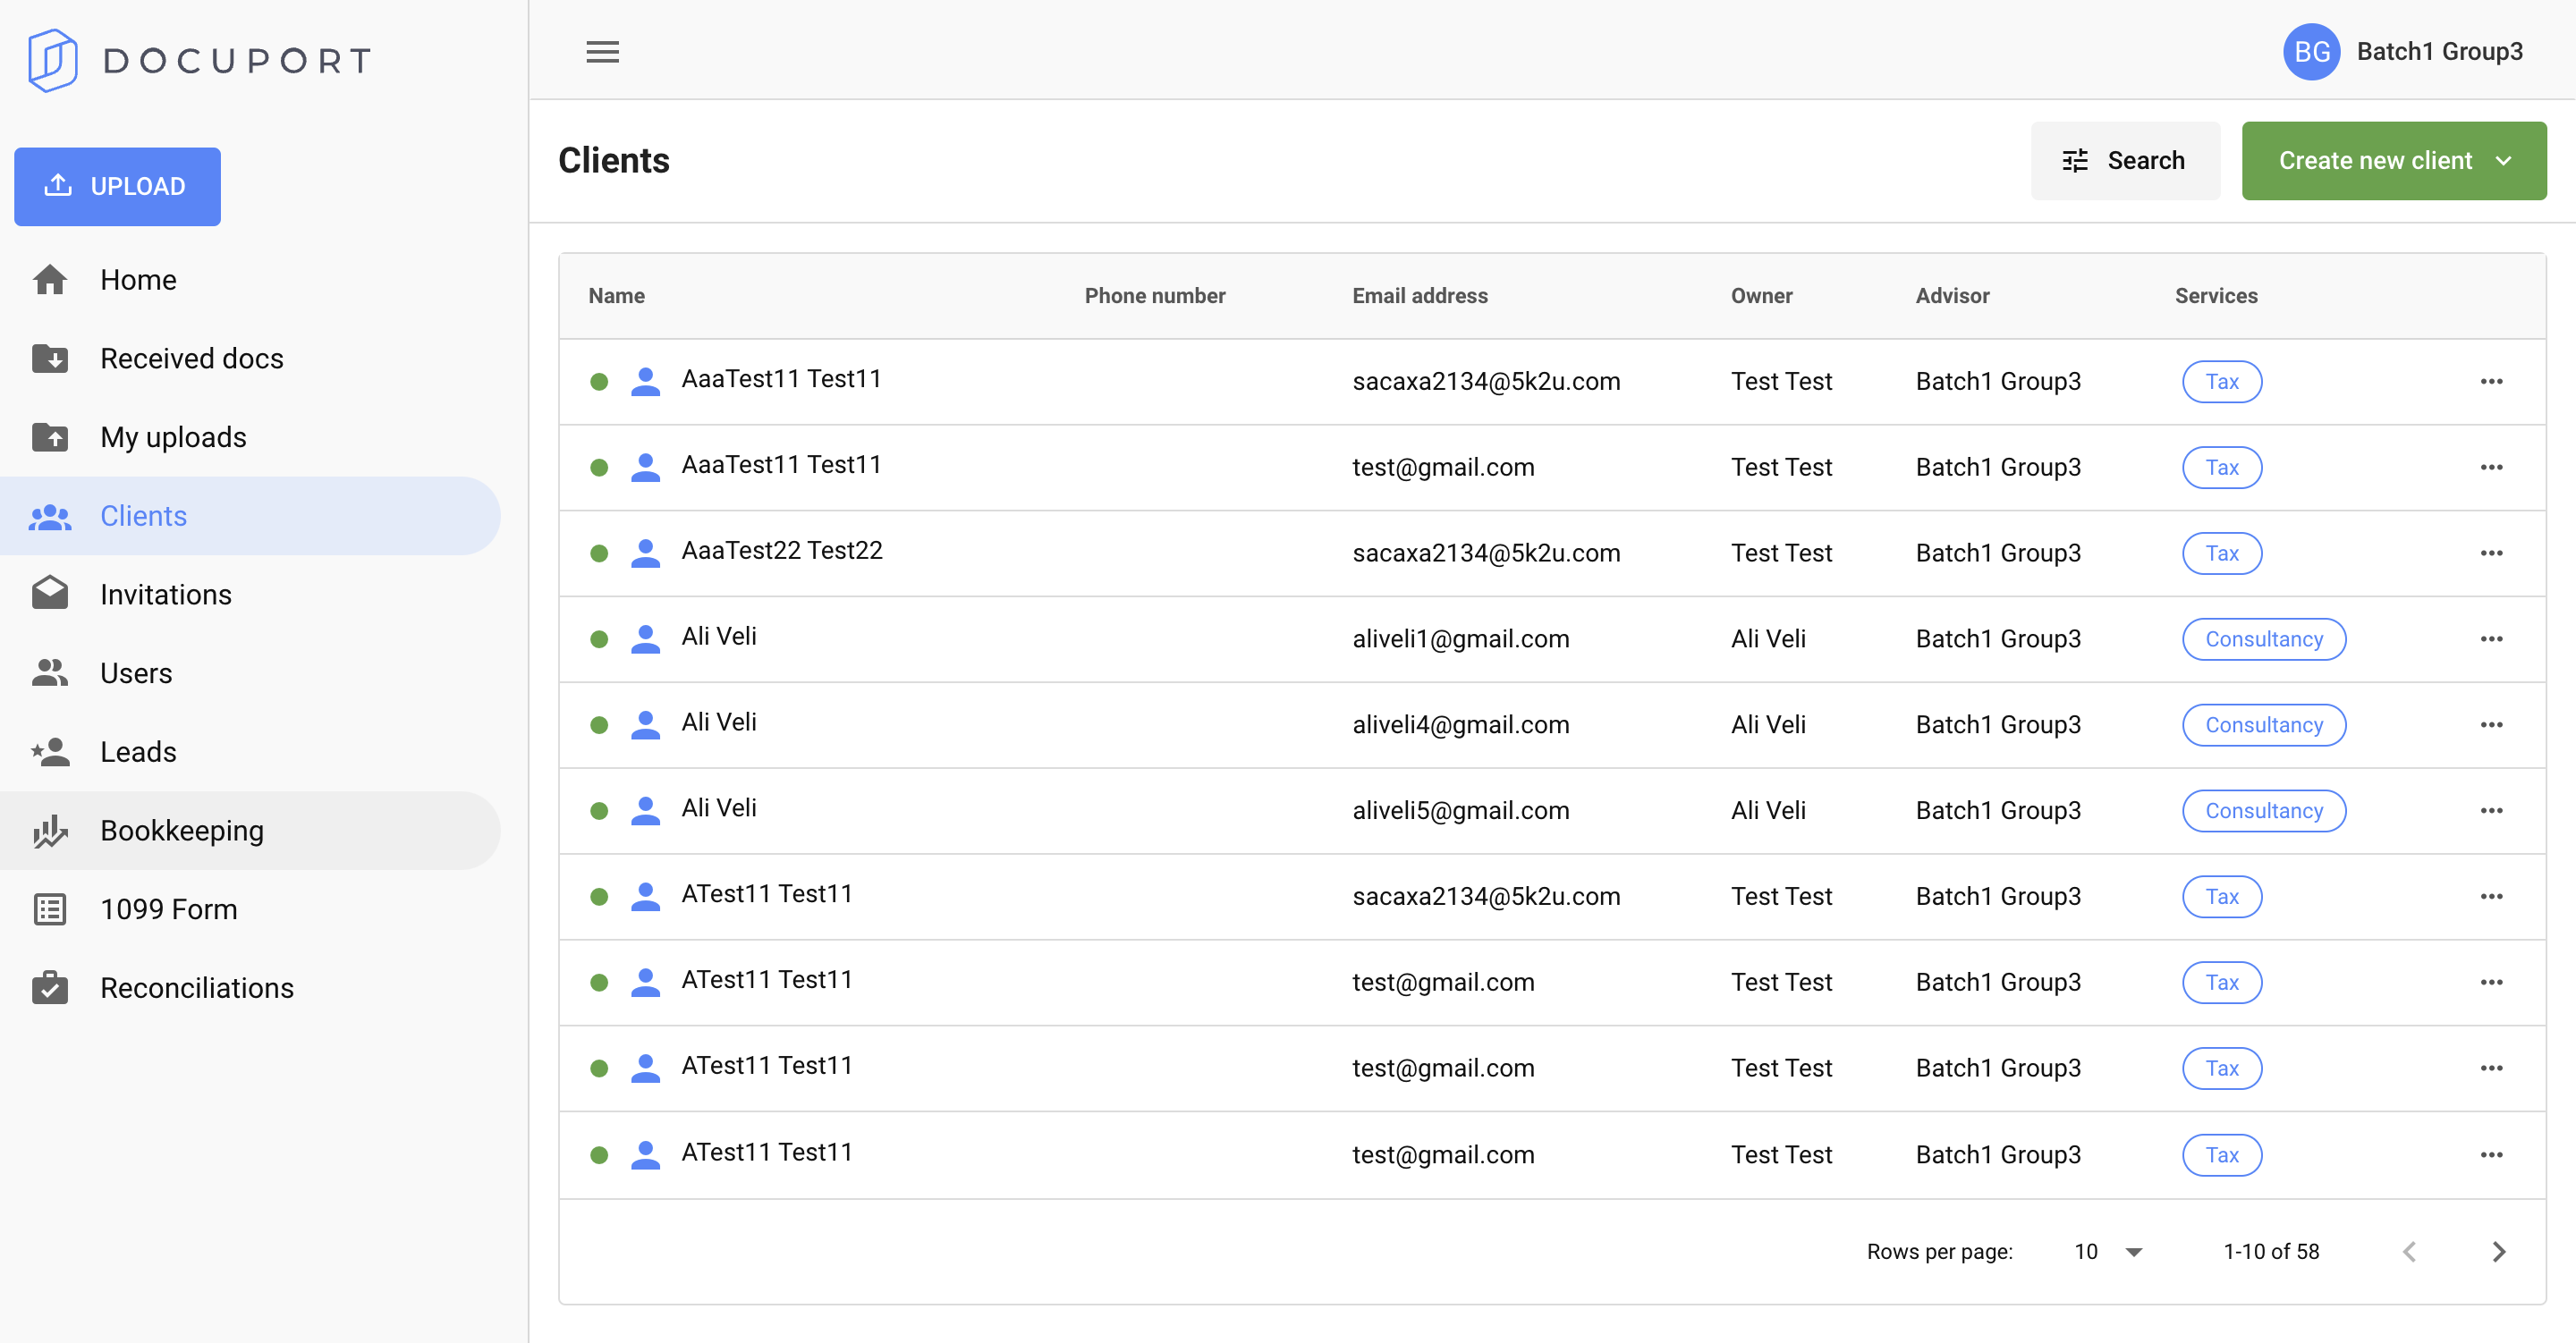 DOCUPORT
UPLOAD
Home
Received docs
My uploads
Clients
Invitations
Users
Leads
Bookkeeping
1099 Form
Reconciliations
BG Batch1 Group3
Clients
Search
Create new client
Name Phone number Email address Owner Advisor Services
AaaTest11 Test11 sacaxa2134@5k2u.com Test Test Batch1 Group3 Tax
AaaTest11 Test11 test@gmail.com Test Test Batch1 Group3 Tax
AaaTest22 Test22 sacaxa2134@5k2u.com Test Test Batch1 Group3 Tax
Ali Veli aliveli1@gmail.com Ali Veli Batch1 Group3 Consultancy
Ali Veli aliveli4@gmail.com Ali Veli Batch1 Group3 Consultancy
Ali Veli aliveli5@gmail.com Ali Veli Batch1 Group3 Consultancy
ATest11 Test11 sacaxa2134@5k2u.com Test Test Batch1 Group3 Tax
ATest11 Test11 test@gmail.com Test Test Batch1 Group3 Tax
ATest11 Test11 test@gmail.com Test Test Batch1 Group3 Tax
ATest11 Test11 test@gmail.com Test Test Batch1 Group3 Tax
Rows per page: 10 1-10 of 58